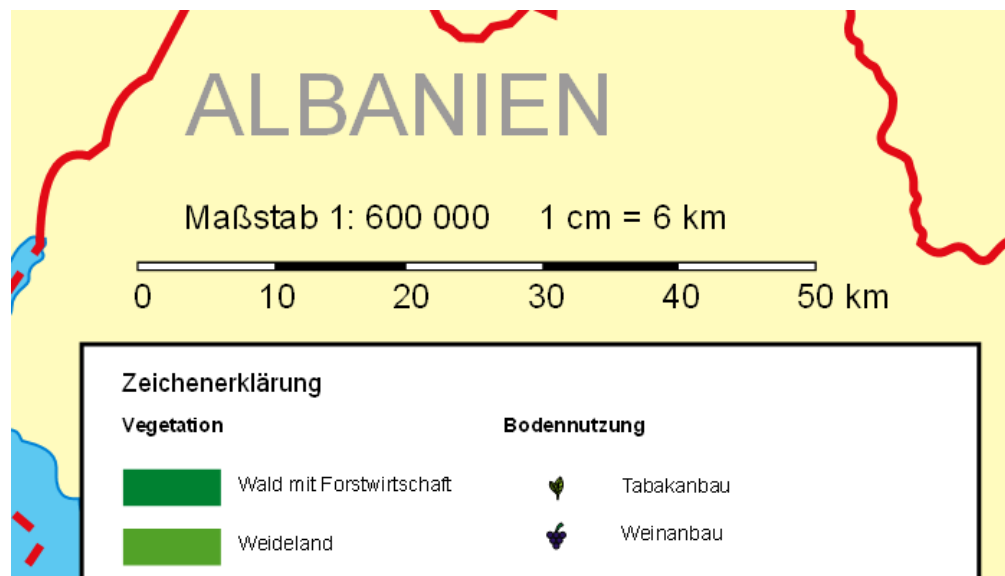 ALBANIEN
Maßstab 1: 600 000 1 cm = 6 km
0 10 20 30 40 50 km
Zeichenerklärung
Vegetation Bodennutzung
Wald mit Forstwirtschaft Tabakanbau
Weideland Weinanbau